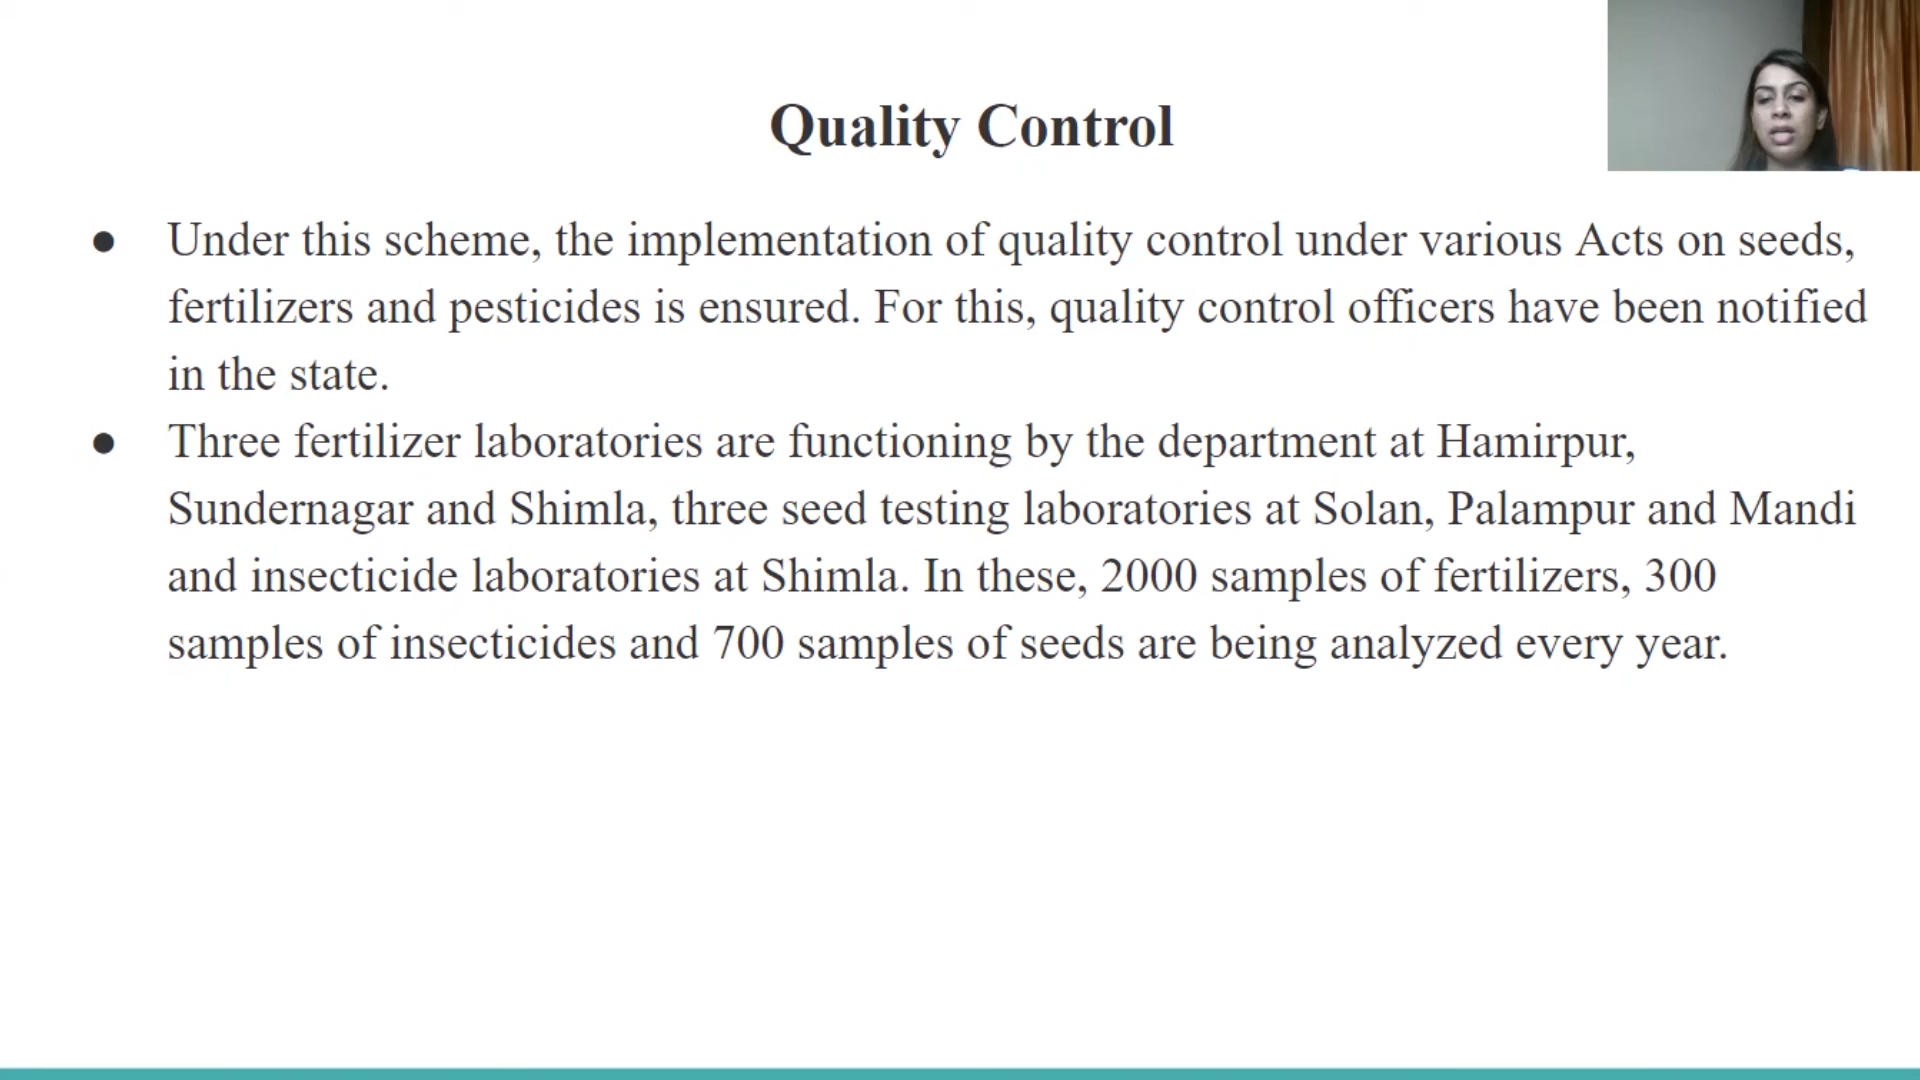 Quality Control
● Under this scheme, the implementation of quality control under various Acts on seeds,
fertilizers and pesticides is ensured. For this, quality control officers have been notified
in the state.
● Three fertilizer laboratories are functioning by the department at Hamirpur,
Sundernagar and Shimla, three seed testing laboratories at Solan, Palampur and Mandi
and insecticide laboratories at Shimla. In these, 2000 samples of fertilizers, 300
samples of insecticides and 700 samples of seeds are being analyzed every year.